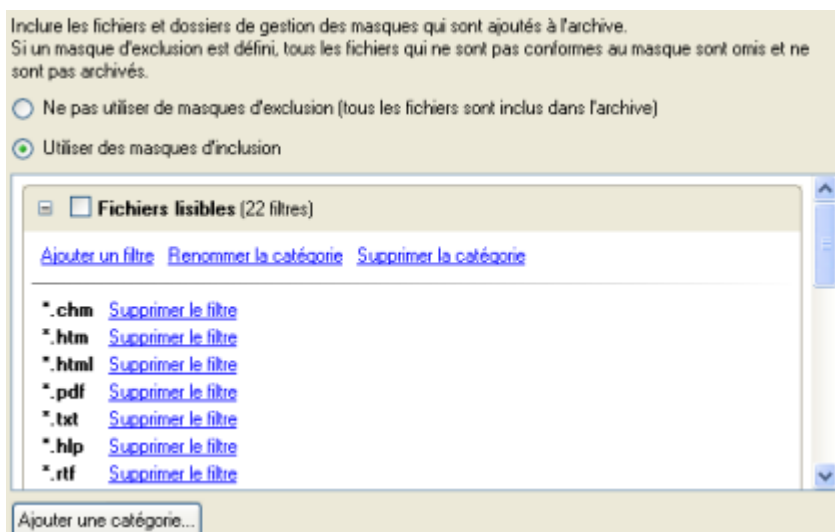 Inclure les fichiers et dossiers de gestion des masques qui sont ajoutés à l'archive.
Si un masque d'exclusion est défini, tous les fichiers qui ne sont pas conformes au masque sont omis et ne
sont pas archivés.
Ne pas utiliser de masques d'exclusion (tous les fichiers sont inclus dans l'archive)
Utiliser des masques d'inclusion
Fichiers lisibles (22 filtres)
Ajouter un filtre Renommer la catégorie Supprimer la catégorie
*.chm Supprimer le filtre
*.htm Supprimer le filtre
*.html Supprimer le filtre
*.pdf Supprimer le filtre
*.txt Supprimer le filtre
*.hlp Supprimer le filtre
*.rtf Supprimer le filtre
Ajouter une catégorie...